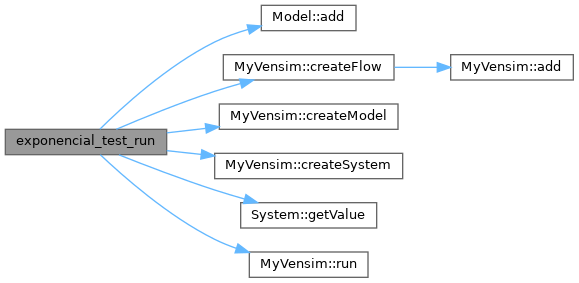 exponencial_test_run
Model::add
MyVensim::createFlow
MyVensim::add
MyVensim::createModel
MyVensim::createSystem
System::getValue
MyVensim::run